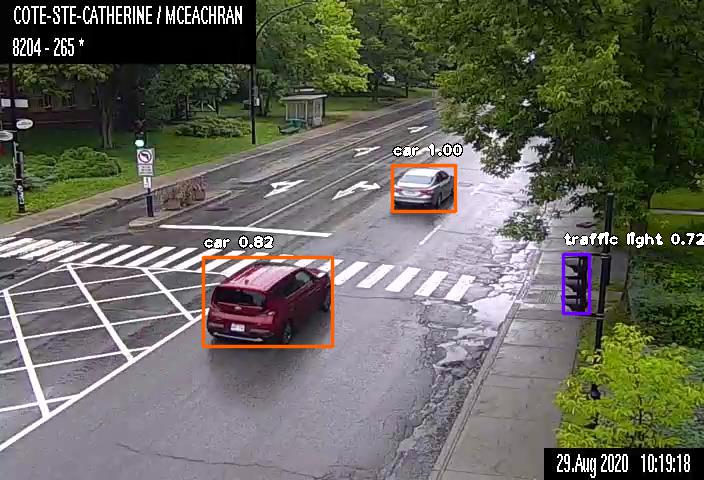 COTE-STE-CATHERINE / MCEACHRAN
8204 - 265 *
car 1.00
car 0.82
traffic light 0.72
29.Aug 2020 10:19:18